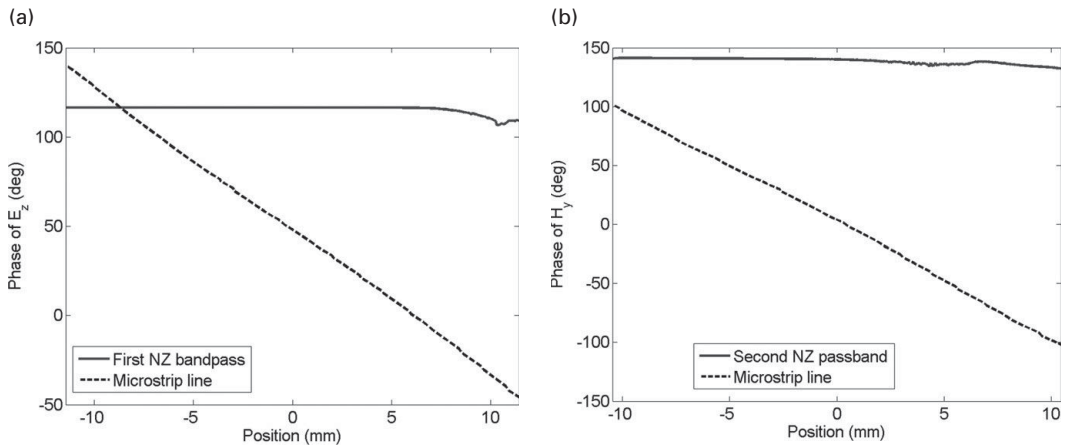 (a)
150
100
50
0
-50
-10
-5
0
5
10
Phase of E_z (deg)
Position (mm)
First NZ bandpass
Microstrip line
(b)
150
100
50
0
-50
-100
-150
-10
-5
0
5
10
Phase of H_y (deg)
Position (mm)
Second NZ passband
Microstrip line